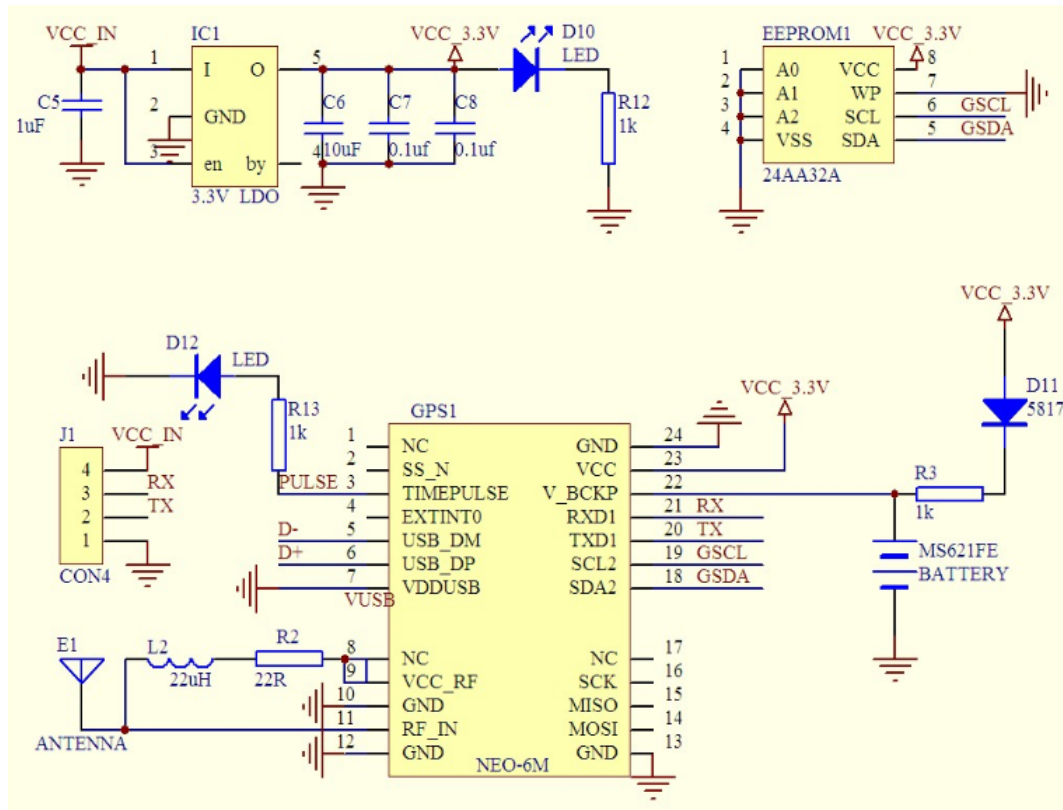 VCC_IN
IC1
VCC_3.3V
D10
LED
EEPROM1
VCC_3.3V
1 I O 5
C5
1uF
2 GND
3 en by 4
3.3V LDO
C6
10uF
C7
0.1uf
C8
0.1uf
R12
1k
1 A0 VCC 8
2 A1 WP 7
3 A2 SCL 6 GSCL
4 VSS SDA 5 GSDA
24AA32A
VCC_3.3V
D12
LED
R13
1k
GPS1
VCC_3.3V
D11
5817
J1
VCC_IN
4
3 RX
2 TX
1
CON4
R3
1k
1 NC GND 24
2 SS_N VCC 23
PULSE 3 TIMEPULSE V_BCKP 22
4 EXTINT0 RXD1 21 RX
D- 5 USB_DM TXD1 20 TX
D+ 6 USB_DP SCL2 19 GSCL
7 VDDUSB SDA2 18 GSDA
VUSB
MS621FE
BATTERY
E1
L2
22uH
R2
22R
8 NC NC 17
9 VCC_RF SCK 16
10 GND MISO 15
11 RF_IN MOSI 14
12 GND GND 13
ANTENNA
NEO-6M